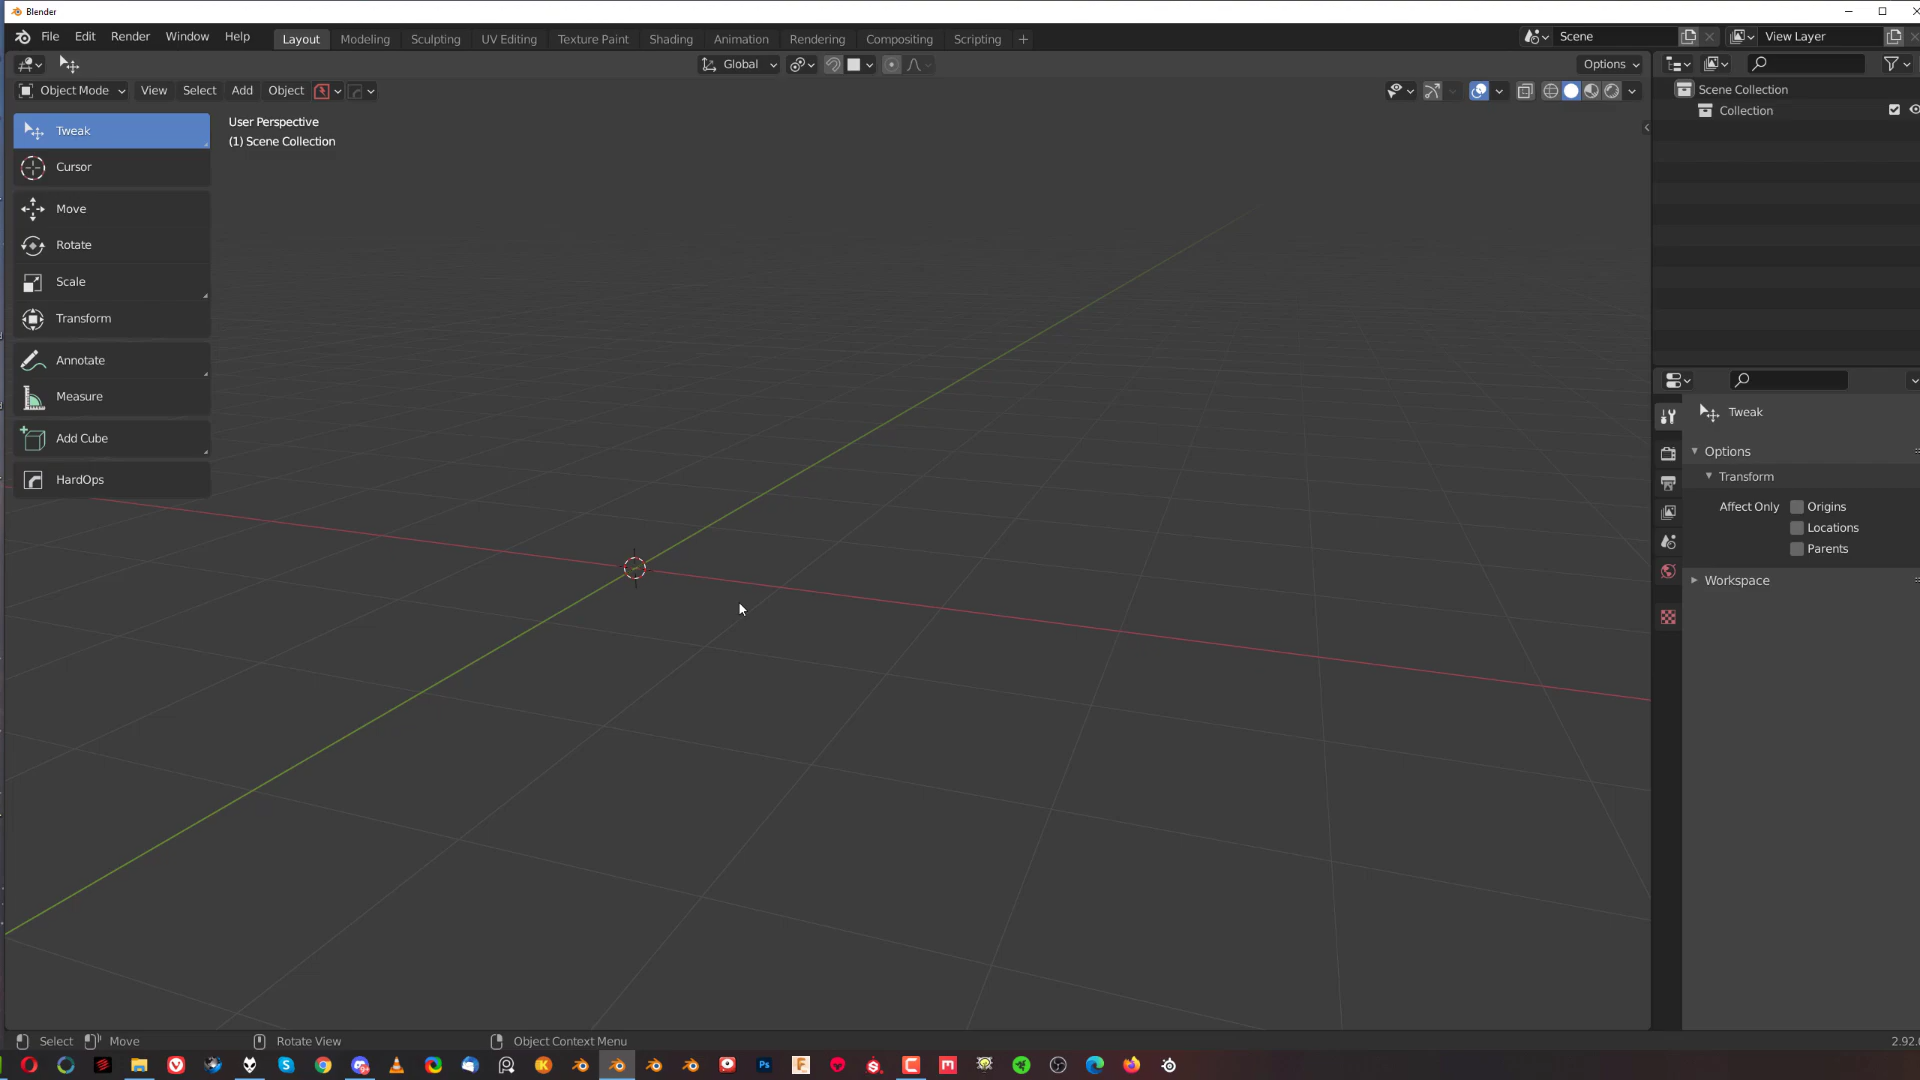 Blender
File Edit Render Window Help Layout Modeling Sculpting UV Editing Texture Paint Shading Animation Rendering Compositing Scripting + Scene View Layer
Global Options
Object Mode View Select Add Object
Scene Collection
Collection
User Perspective
(1) Scene Collection
Tweak
Cursor
Move
Rotate
Scale
Transform
Annotate
Measure
Add Cube
HardOps
Tweak
Options
Transform
Affect Only Origins
Locations
Parents
Workspace
Select Move Rotate View Object Context Menu 2.92.0
Ps